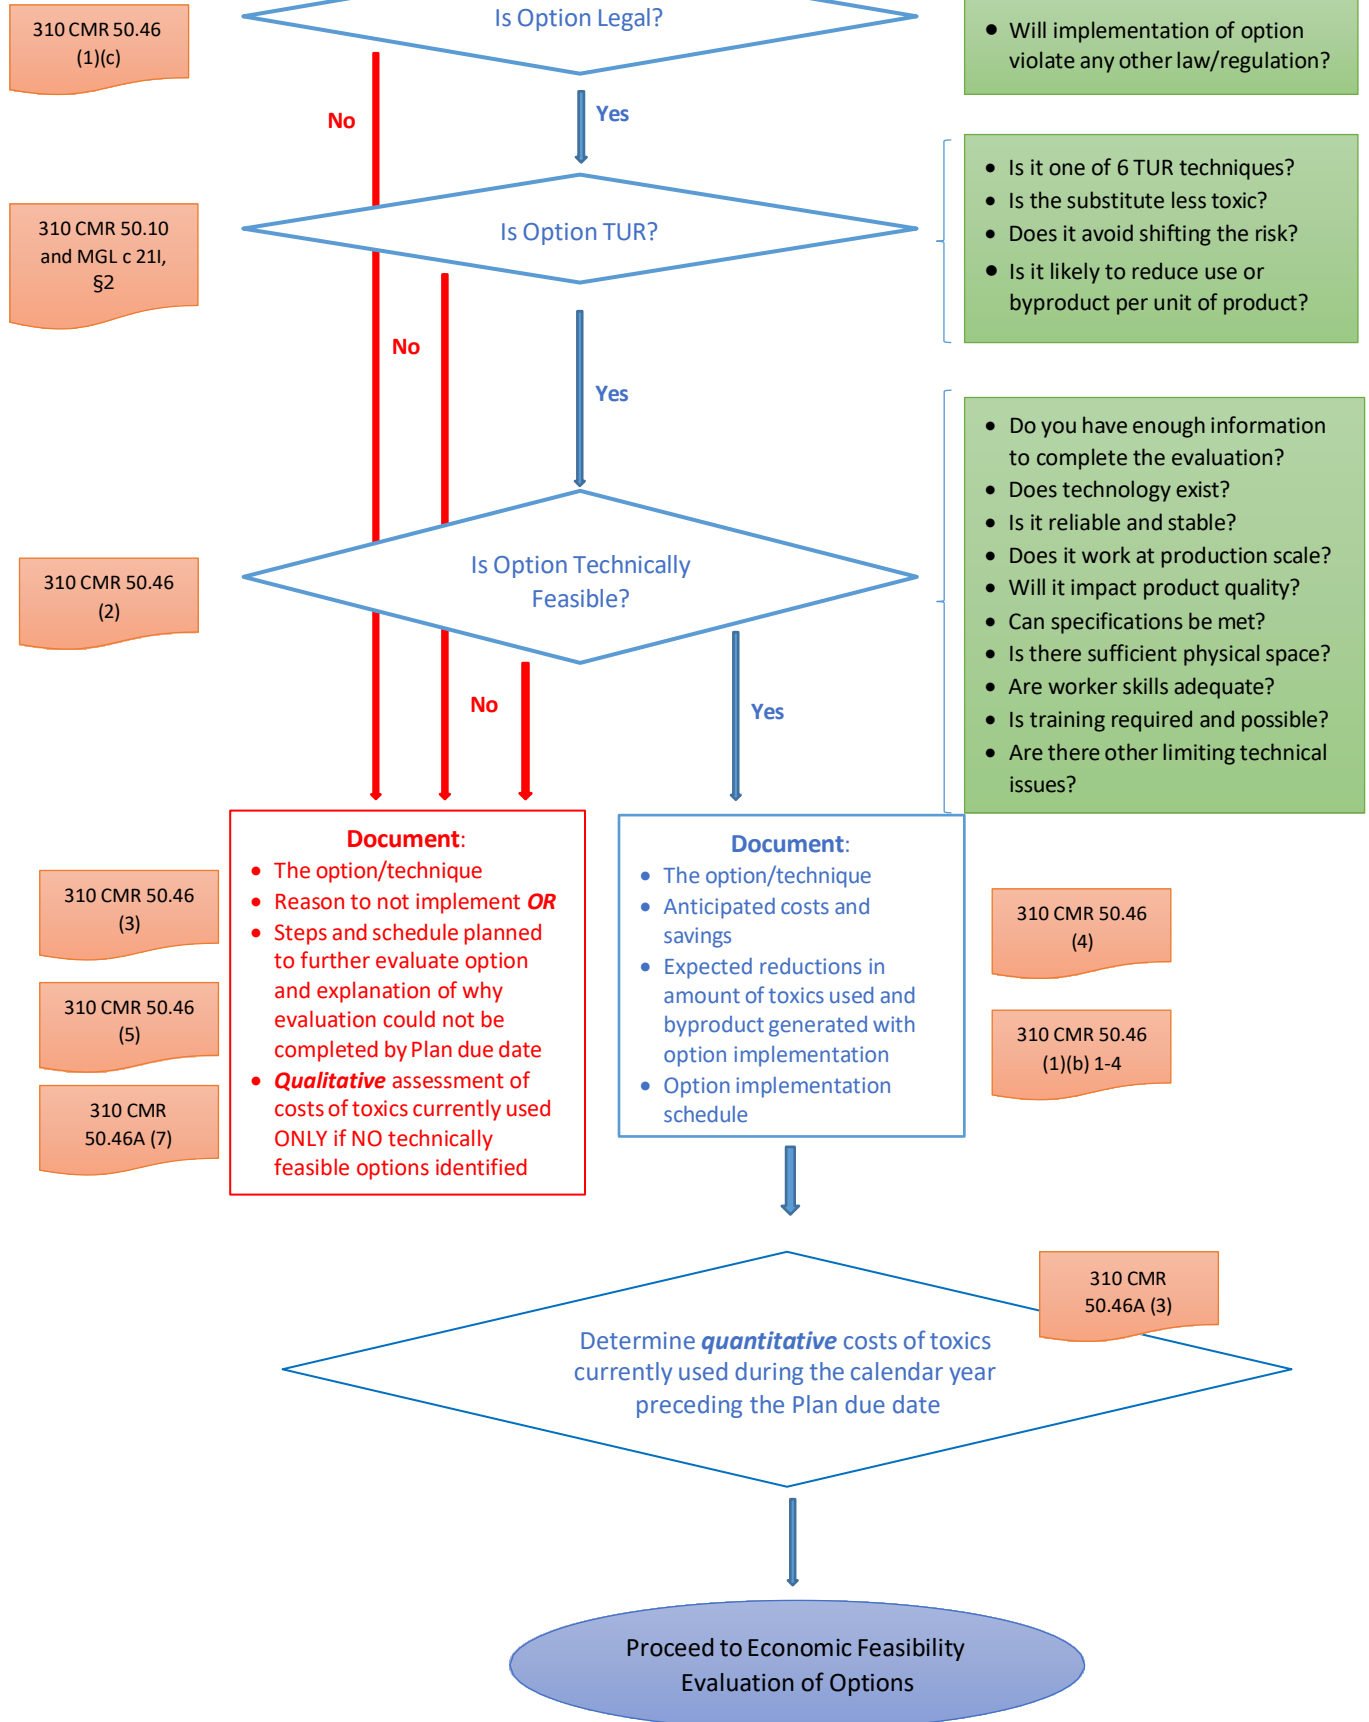 Is Option Legal?
310 CMR 50.46
(1)(c)
• Will implementation of option
violate any other law/regulation?
No
Yes
310 CMR 50.10
and MGL c 21I,
§2
Is Option TUR?
• Is it one of 6 TUR techniques?
• Is the substitute less toxic?
• Does it avoid shifting the risk?
• Is it likely to reduce use or
byproduct per unit of product?
No
Yes
310 CMR 50.46
(2)
Is Option Technically
Feasible?
• Do you have enough information
to complete the evaluation?
• Does technology exist?
• Is it reliable and stable?
• Does it work at production scale?
• Will it impact product quality?
• Can specifications be met?
• Is there sufficient physical space?
• Are worker skills adequate?
• Is training required and possible?
• Are there other limiting technical
issues?
No
Yes
310 CMR 50.46
(3)
310 CMR 50.46
(5)
310 CMR
50.46A (7)
Document:
• The option/technique
• Reason to not implement OR
• Steps and schedule planned
to further evaluate option
and explanation of why
evaluation could not be
completed by Plan due date
• Qualitative assessment of
costs of toxics currently used
ONLY if NO technically
feasible options identified
Document:
• The option/technique
• Anticipated costs and
savings
• Expected reductions in
amount of toxics used and
byproduct generated with
option implementation
• Option implementation
schedule
310 CMR 50.46
(4)
310 CMR 50.46
(1)(b) 1-4
310 CMR
50.46A (3)
Determine quantitative costs of toxics
currently used during the calendar year
preceding the Plan due date
Proceed to Economic Feasibility
Evaluation of Options